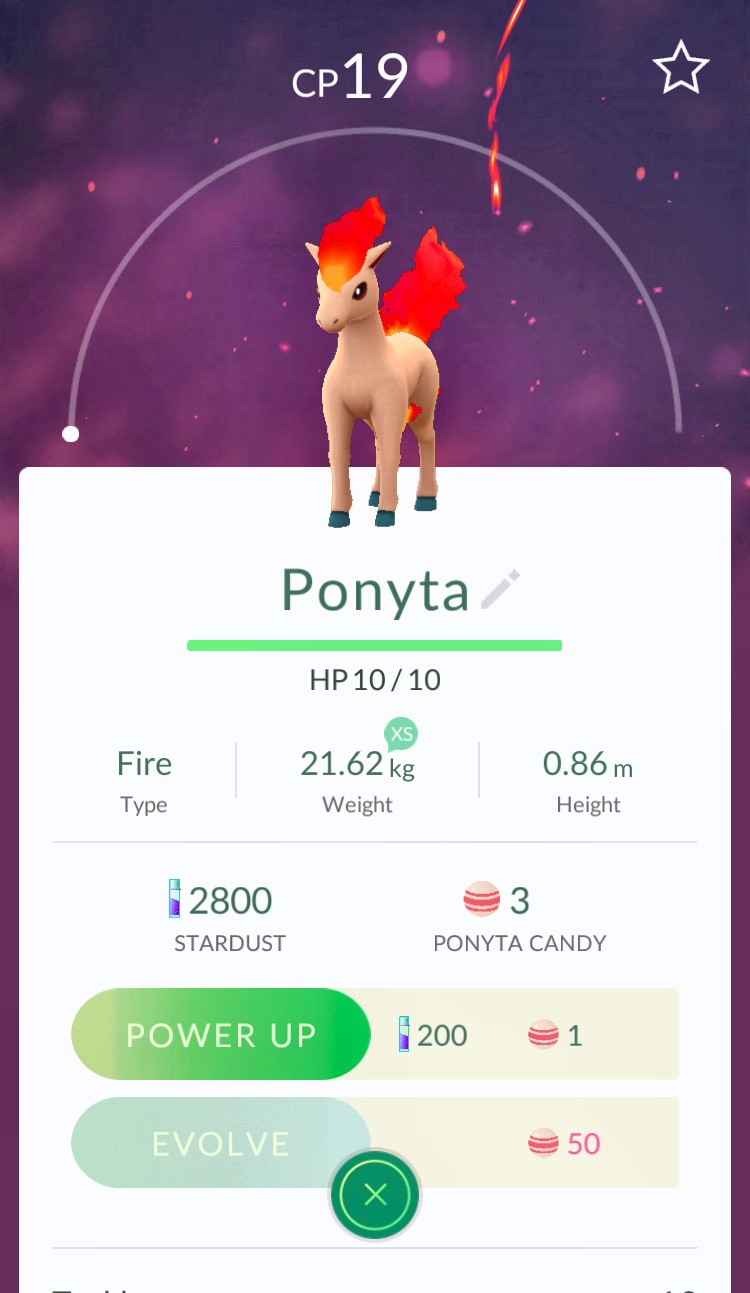 CP19
Ponyta
HP 10 / 10
XS
Fire 21.62 kg 0.86 m
Type Weight Height
2800 3
STARDUST PONYTA CANDY
POWER UP 200 1
EVOLVE 50